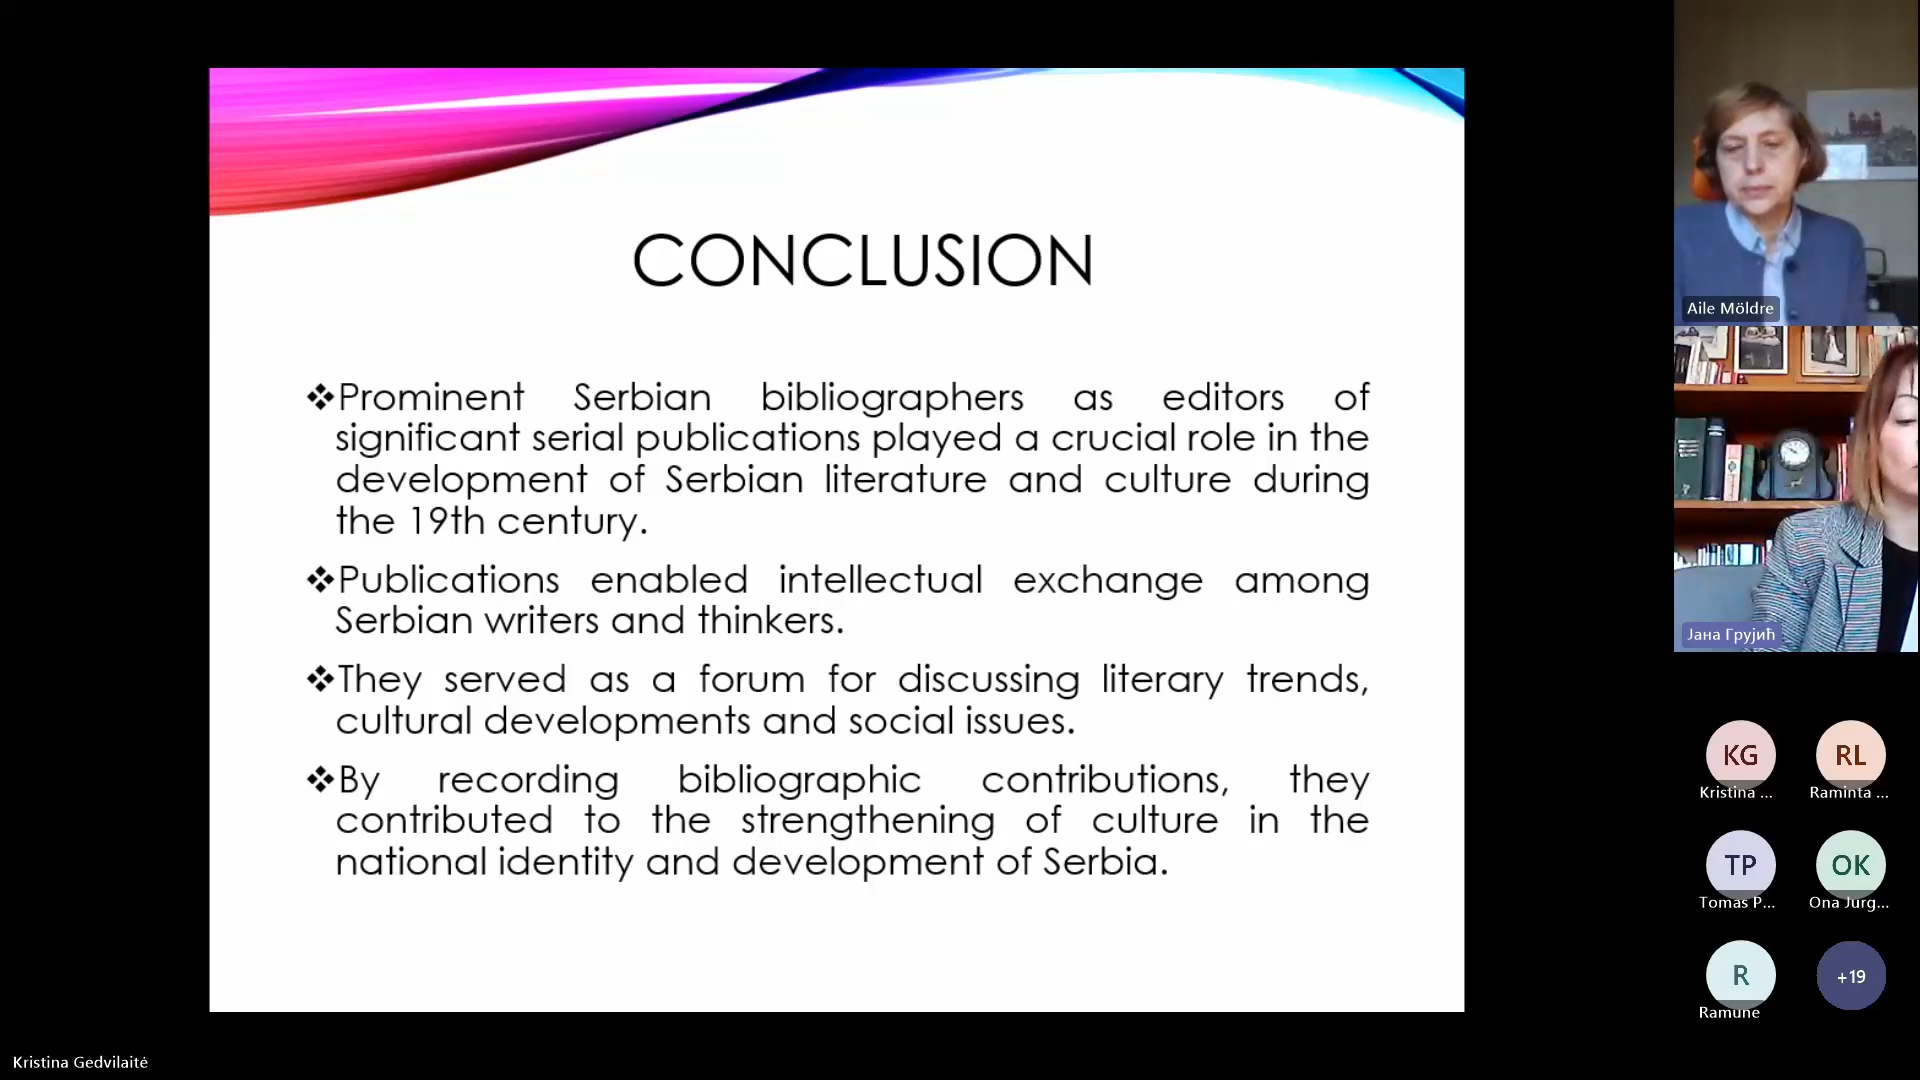 CONCLUSION
❖Prominent Serbian bibliographers as editors of
significant serial publications played a crucial role in the
development of Serbian literature and culture during
the 19th century.
❖Publications enabled intellectual exchange among
Serbian writers and thinkers.
❖They served as a forum for discussing literary trends,
cultural developments and social issues.
❖By recording bibliographic contributions, they
contributed to the strengthening of culture in the
national identity and development of Serbia.
Aile Möldre
Јана Грујић
KG
Kristina ...
RL
Raminta ...
TP
Tomas P...
OK
Ona Jurg...
R
Ramune
+19
Kristina Gedvilaitė